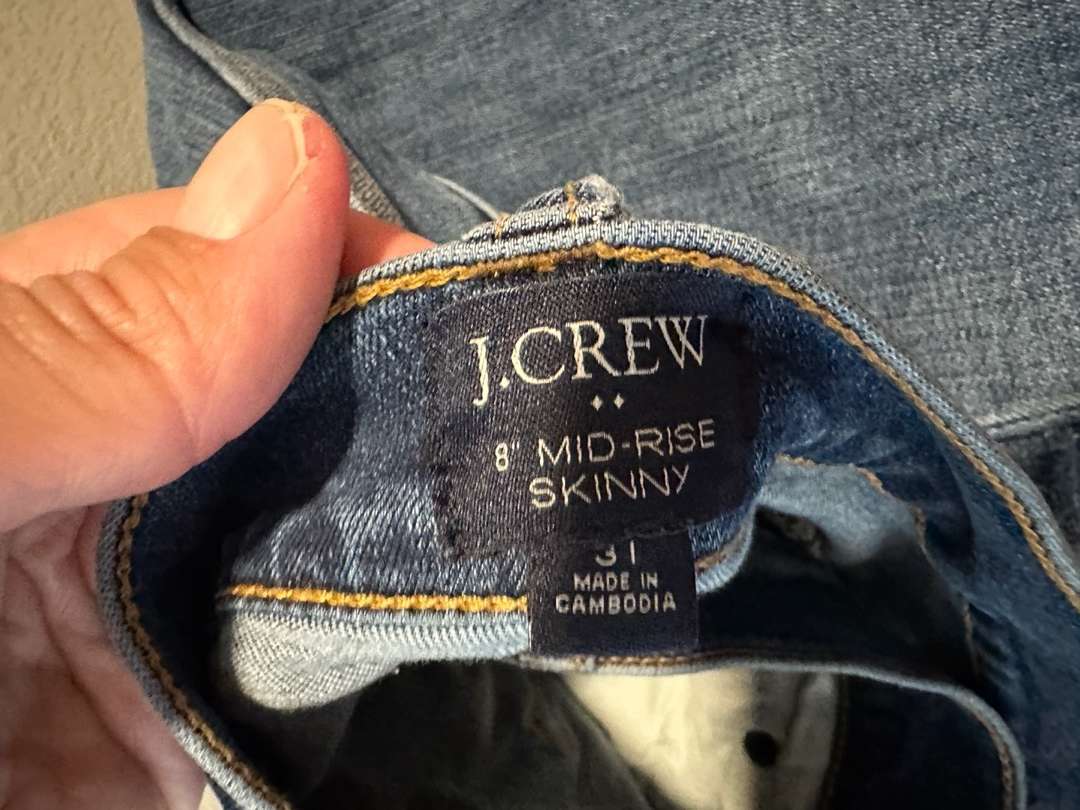 J.CREW
8" MID-RISE
SKINNY
31
MADE IN
CAMBODIA